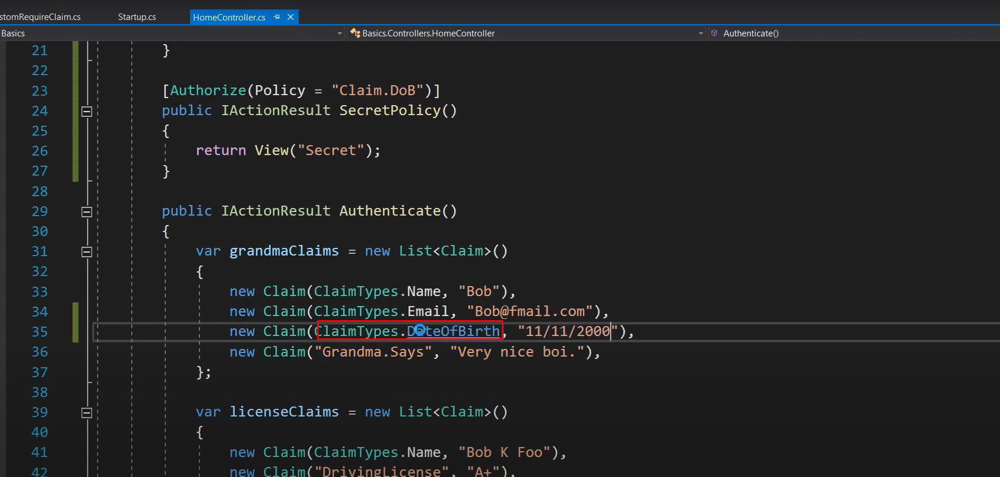 stomRequireClaim.cs Startup.cs HomeController.cs
Basics Basics.Controllers.HomeController Authenticate()
21 }
22
23 [Authorize(Policy = "Claim.DoB")]
24 public IActionResult SecretPolicy()
25 {
26 return View("Secret");
27 }
28
29 public IActionResult Authenticate()
30 {
31 var grandmaClaims = new List<Claim>()
32 {
33 new Claim(ClaimTypes.Name, "Bob"),
34 new Claim(ClaimTypes.Email, "Bob@fmail.com"),
35 new Claim(ClaimTypes.DateOfBirth, "11/11/2000"),
36 new Claim("Grandma.Says", "Very nice boi."),
37 };
38
39 var licenseClaims = new List<Claim>()
40 {
41 new Claim(ClaimTypes.Name, "Bob K Foo"),
42 new Claim("DrivingLicense", "A+"),